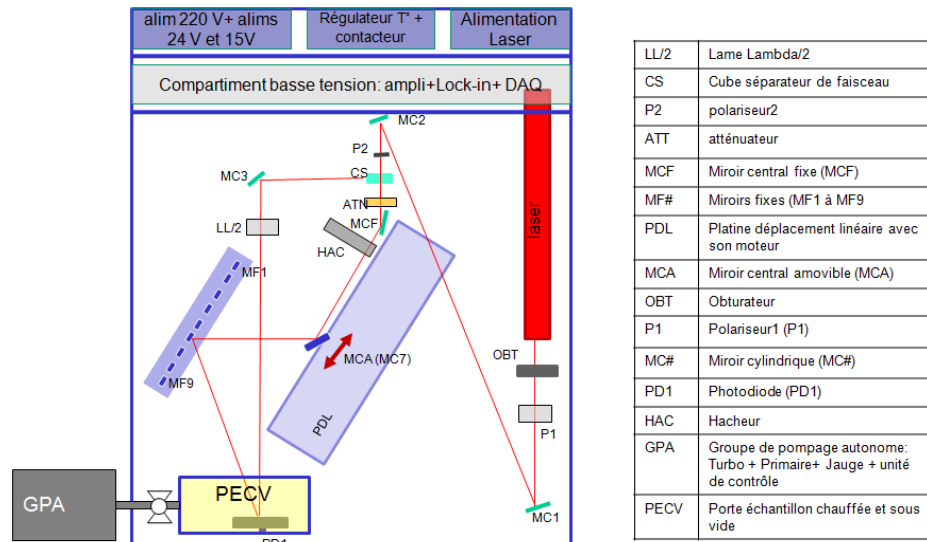 alim 220 V+ alims
24 V et 15V
Régulateur T° +
contacteur
Alimentation
Laser
Compartiment basse tension: ampli+Lock-in+ DAQ
MC2
P2
CS
MC3
ATN
MCF
LL/2
HAC
laser
MF1
OBT
MCA (MC7)
MF9
P1
PDL
PECV
GPA
MC1
PD1
LL/2 Lame Lambda/2
CS Cube séparateur de faisceau
P2 polariseur2
ATT atténuateur
MCF Miroir central fixe (MCF)
MF# Miroirs fixes (MF1 à MF9
PDL Platine déplacement linéaire avec
son moteur
MCA Miroir central amovible (MCA)
OBT Obturateur
P1 Polariseur1 (P1)
MC# Miroir cylindrique (MC#)
PD1 Photodiode (PD1)
HAC Hacheur
GPA Groupe de pompage autonome:
Turbo + Primaire+ Jauge + unité
de contrôle
PECV Porte échantillon chauffée et sous
vide